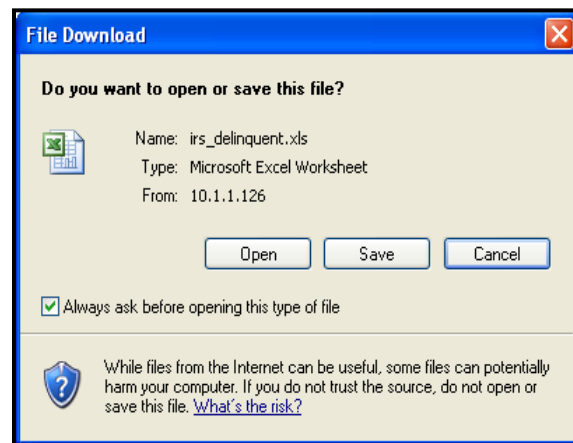 File Download
Do you want to open or save this file?
Name: irs_delinquent.xls
Type: Microsoft Excel Worksheet
From: 10.1.1.126
Open Save Cancel
Always ask before opening this type of file
While files from the Internet can be useful, some files can potentially
harm your computer. If you do not trust the source, do not open or
save this file. What's the risk?